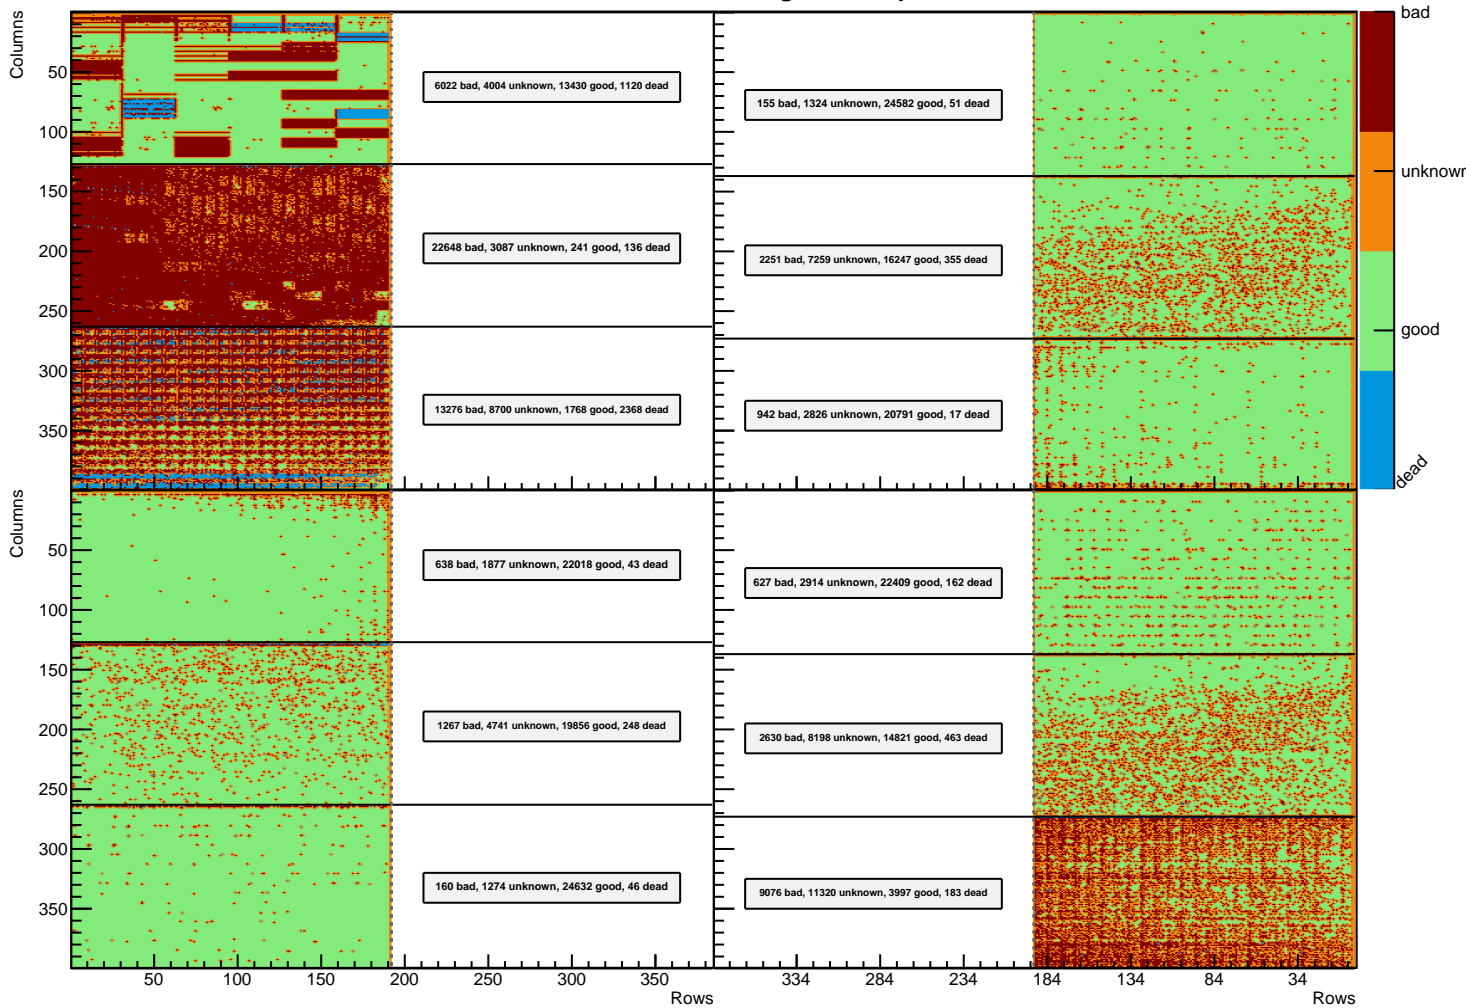 Columns
50
100
150
200
250
300
350
6022 bad, 4004 unknown, 13430 good, 1120 dead
22648 bad, 3087 unknown, 241 good, 136 dead
13276 bad, 8700 unknown, 1768 good, 2368 dead
155 bad, 1324 unknown, 24582 good, 51 dead
2251 bad, 7259 unknown, 16247 good, 355 dead
942 bad, 2826 unknown, 20791 good, 17 dead
bad
unknown
good
dead
Columns
50
100
150
200
250
300
350
638 bad, 1877 unknown, 22018 good, 43 dead
1267 bad, 4741 unknown, 19856 good, 248 dead
160 bad, 1274 unknown, 24632 good, 46 dead
627 bad, 2914 unknown, 22409 good, 162 dead
2630 bad, 8198 unknown, 14821 good, 463 dead
9076 bad, 11320 unknown, 3997 good, 183 dead
50 100 150 200 250 300 350
Rows
334 284 234 184 134 84 34
Rows